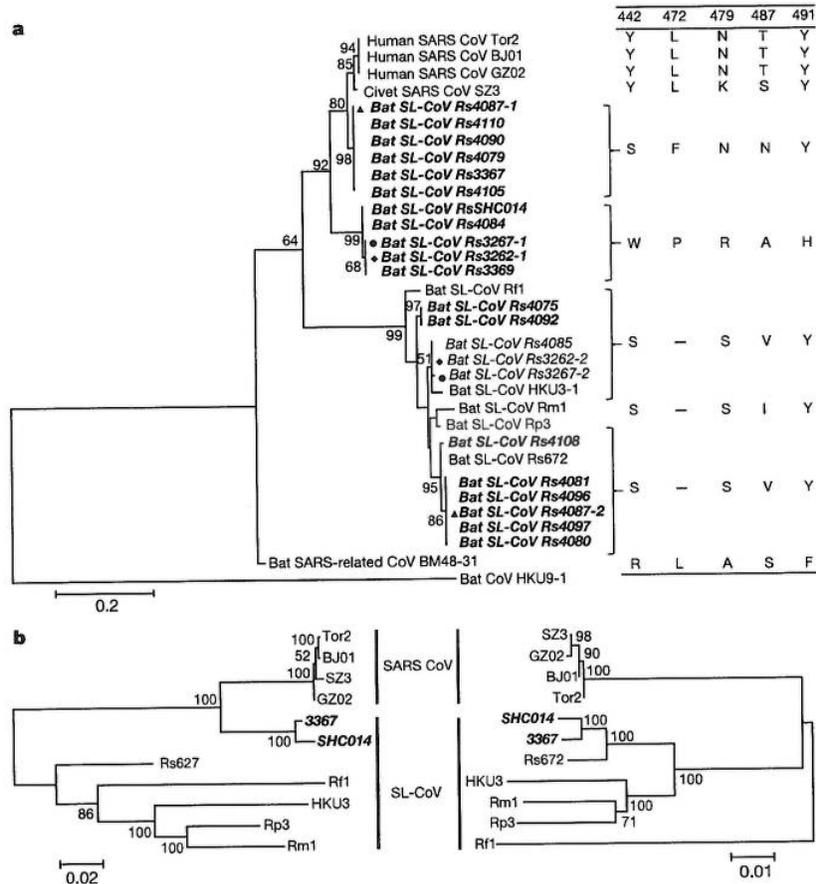 a
442 472 479 487 491
94 Human SARS CoV Tor2 Y L N T Y
85 Human SARS CoV BJ01 Y L N T Y
Human SARS CoV GZ02 Y L N T Y
Civet SARS CoV SZ3 Y L K S Y
80 ▲Bat SL-CoV Rs4087-1
Bat SL-CoV Rs4110
Bat SL-CoV Rs4090 S F N N Y
98 Bat SL-CoV Rs4079
92 Bat SL-CoV Rs3367
Bat SL-CoV Rs4105
Bat SL-CoV RsSHC014
Bat SL-CoV Rs4084
64 99 ●Bat SL-CoV Rs3267-1 W P R A H
◆Bat SL-CoV Rs3262-1
68 Bat SL-CoV Rs3369
Bat SL-CoV Rf1
97 Bat SL-CoV Rs4075
99 Bat SL-CoV Rs4092
Bat SL-CoV Rs4085 S – S V Y
51 ◆Bat SL-CoV Rs3262-2
●Bat SL-CoV Rs3267-2
Bat SL-CoV HKU3-1
Bat SL-CoV Rm1 S – S I Y
Bat SL-CoV Rp3
Bat SL-CoV Rs4108
Bat SL-CoV Rs672
95 Bat SL-CoV Rs4081 S – S V Y
Bat SL-CoV Rs4096
86 ▲Bat SL-CoV Rs4087-2
Bat SL-CoV Rs4097
Bat SL-CoV Rs4080
Bat SARS-related CoV BM48-31 R L A S F
Bat CoV HKU9-1
0.2
b
100 Tor2
52 BJ01
SZ3
100 GZ02
100
3367
100 SHC014
Rs627
Rf1
86 HKU3
100 Rp3
100 Rm1
0.02
SARS CoV
SL-CoV
SZ3 98
GZ02 90
BJ01 100
Tor2
SHC014 100
3367 100
Rs672
100
HKU3
Rm1 100
Rp3 71
Rf1
0.01